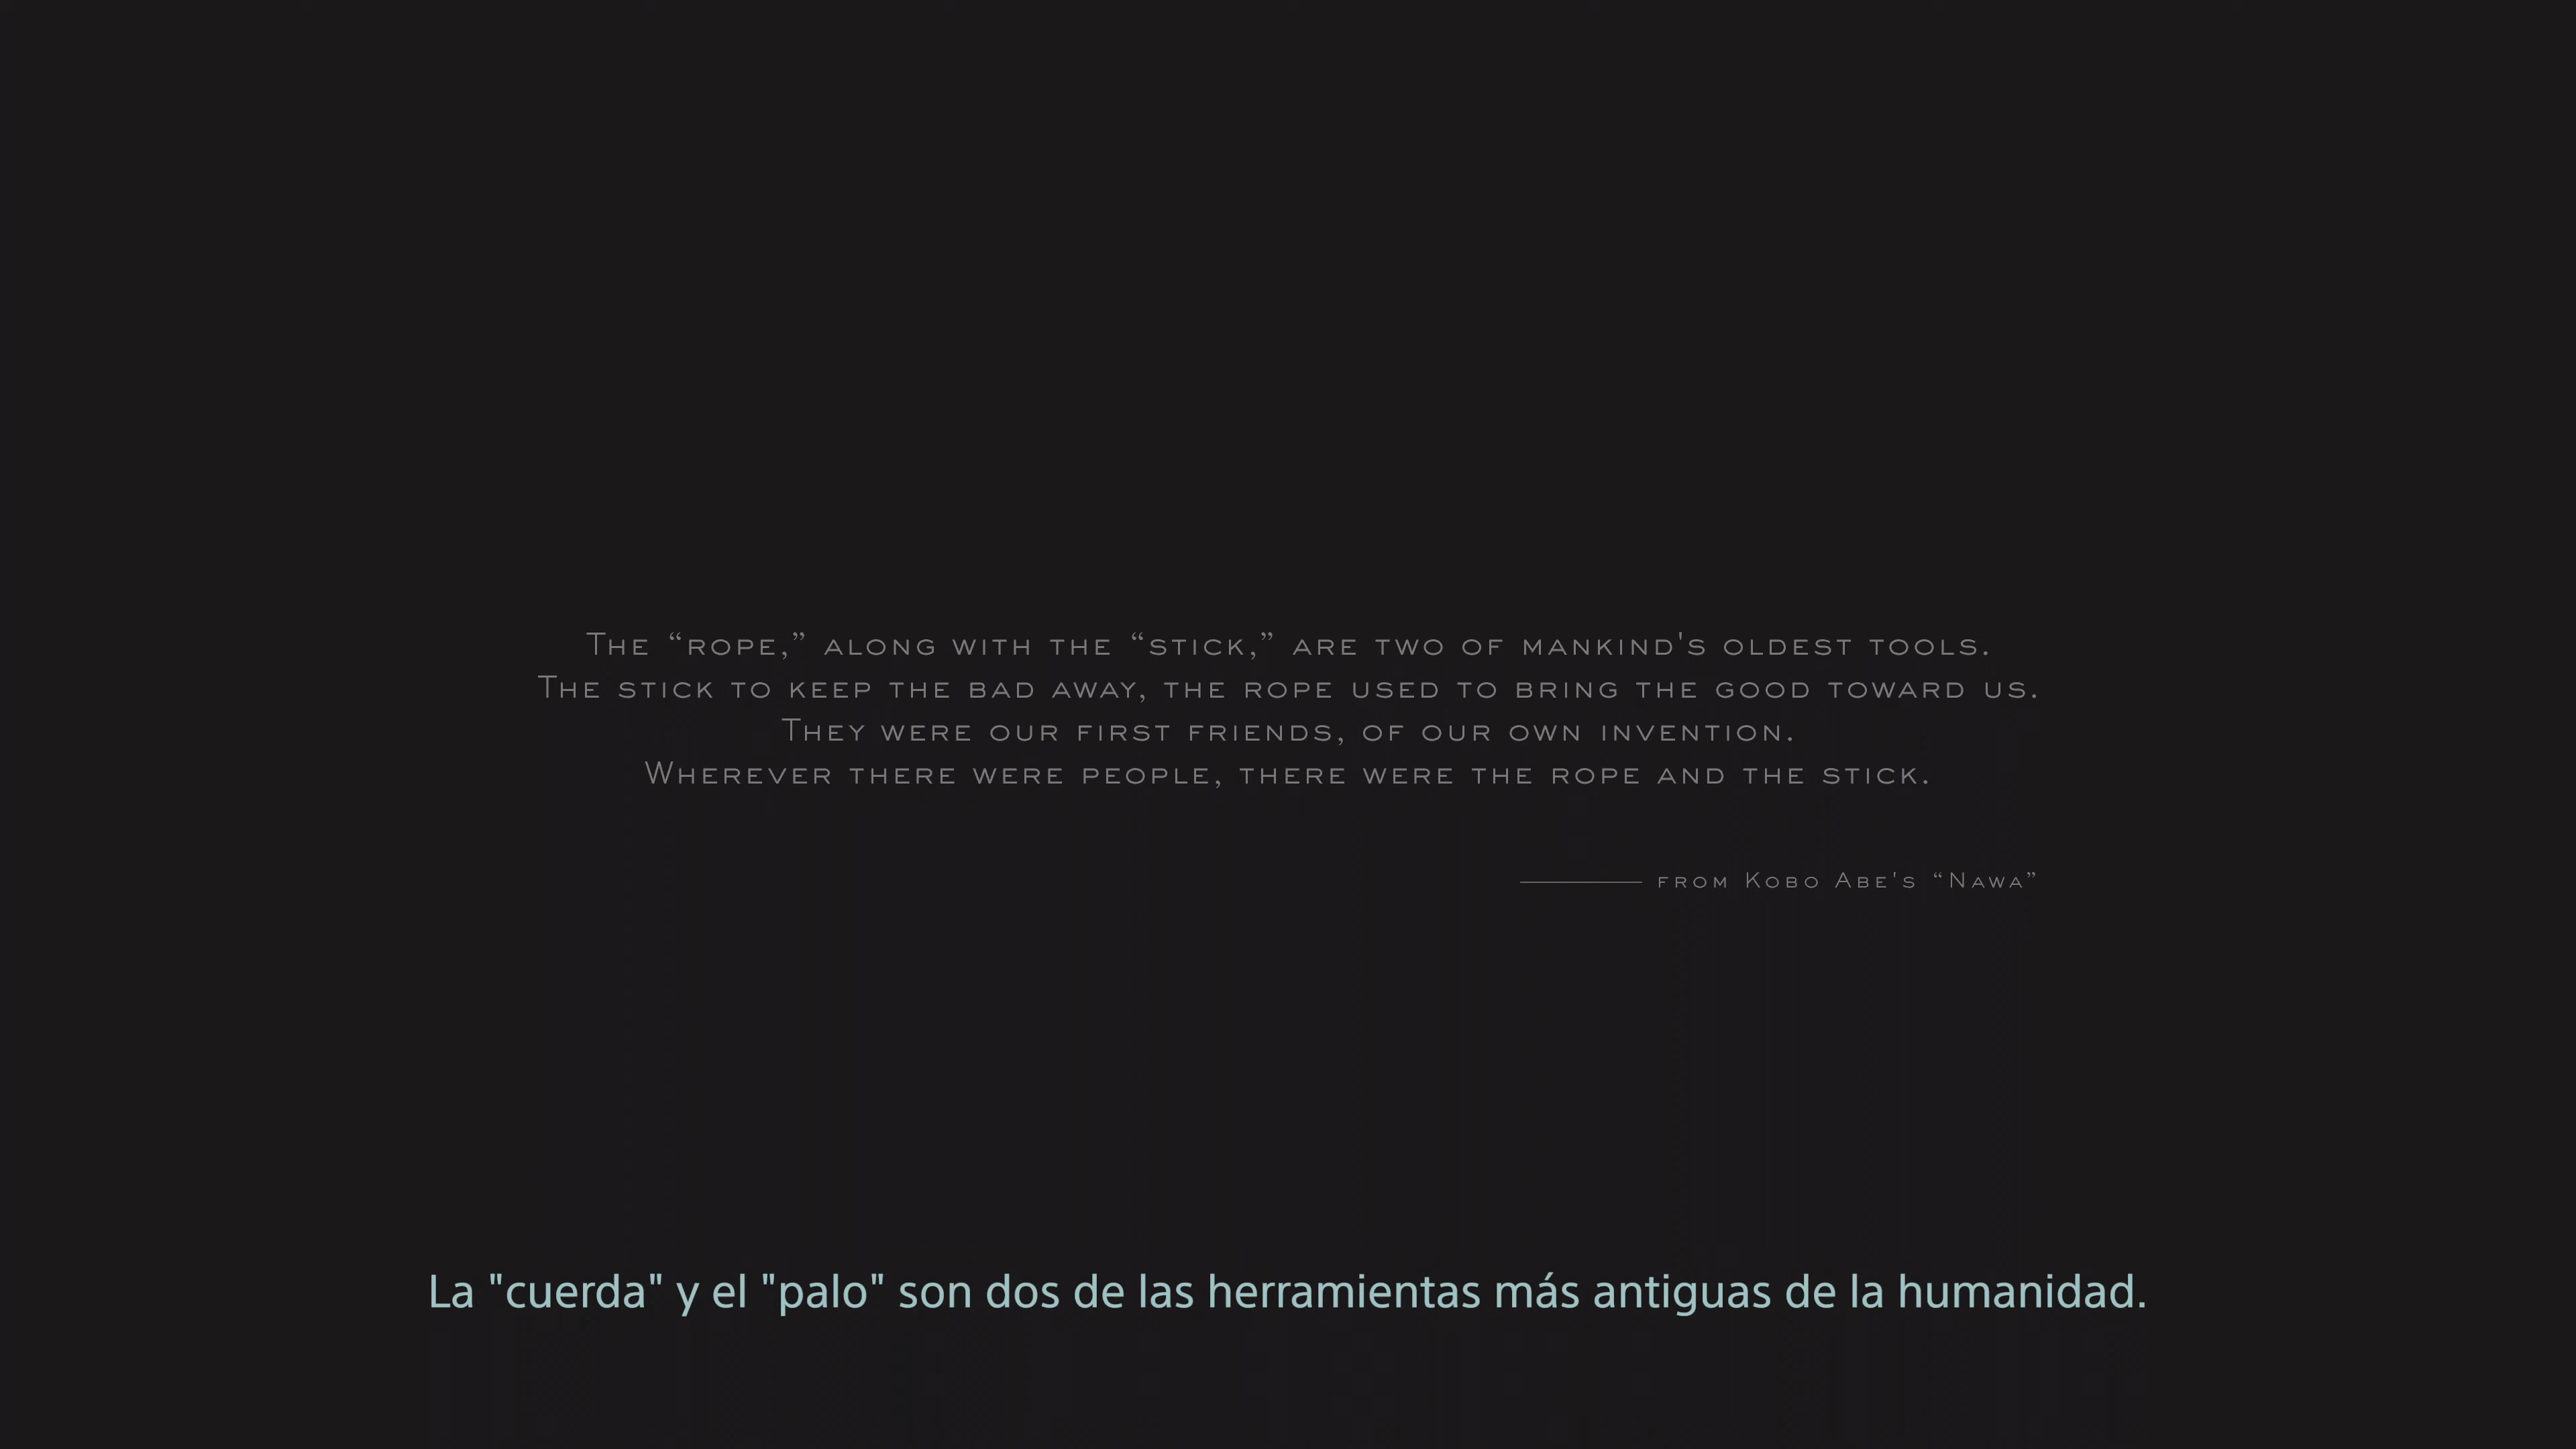 The “rope,” along with the “stick,” are two of mankind's oldest tools.
The stick to keep the bad away, the rope used to bring the good toward us.
They were our first friends, of our own invention.
Wherever there were people, there were the rope and the stick.
from Kobo Abe's “Nawa”
La "cuerda" y el "palo" son dos de las herramientas más antiguas de la humanidad.